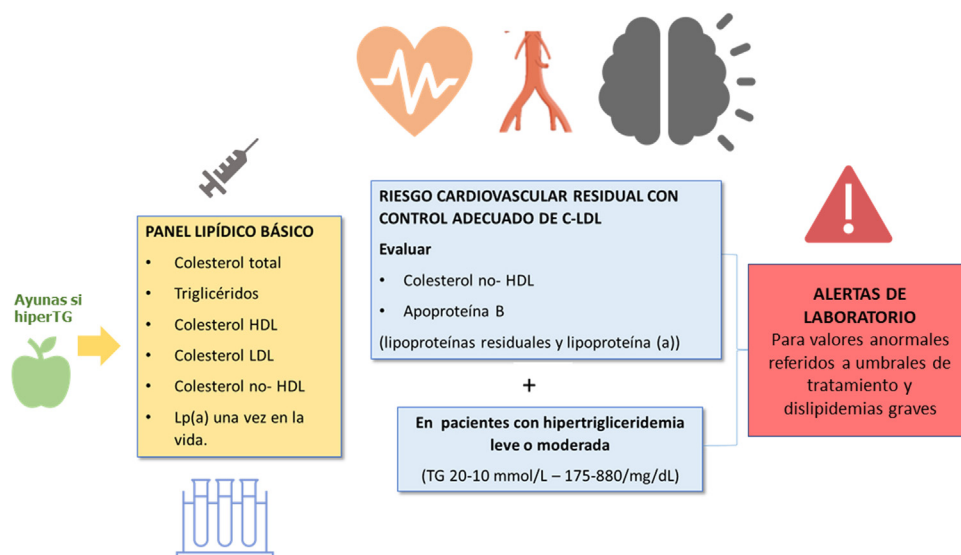 Ayunas si
hiperTG
PANEL LIPÍDICO BÁSICO
• Colesterol total
• Triglicéridos
• Colesterol HDL
• Colesterol LDL
• Colesterol no- HDL
• Lp(a) una vez en la
vida.
RIESGO CARDIOVASCULAR RESIDUAL CON
CONTROL ADECUADO DE C-LDL
Evaluar
• Colesterol no- HDL
• Apoproteína B
(lipoproteínas residuales y lipoproteína (a))
+
En pacientes con hipertrigliceridemia
leve o moderada
(TG 20-10 mmol/L – 175-880/mg/dL)
ALERTAS DE
LABORATORIO
Para valores anormales
referidos a umbrales de
tratamiento y
dislipidemias graves